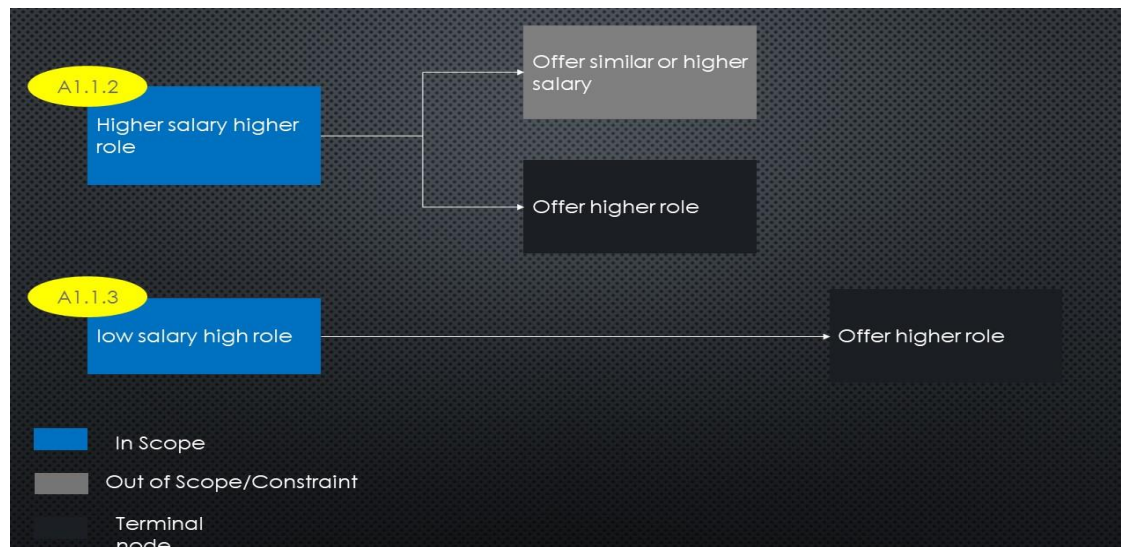 A1.1.2
Higher salary higher
role
Offer similar or higher
salary
Offer higher role
A1.1.3
low salary high role
Offer higher role
In Scope
Out of Scope/Constraint
Terminal
node